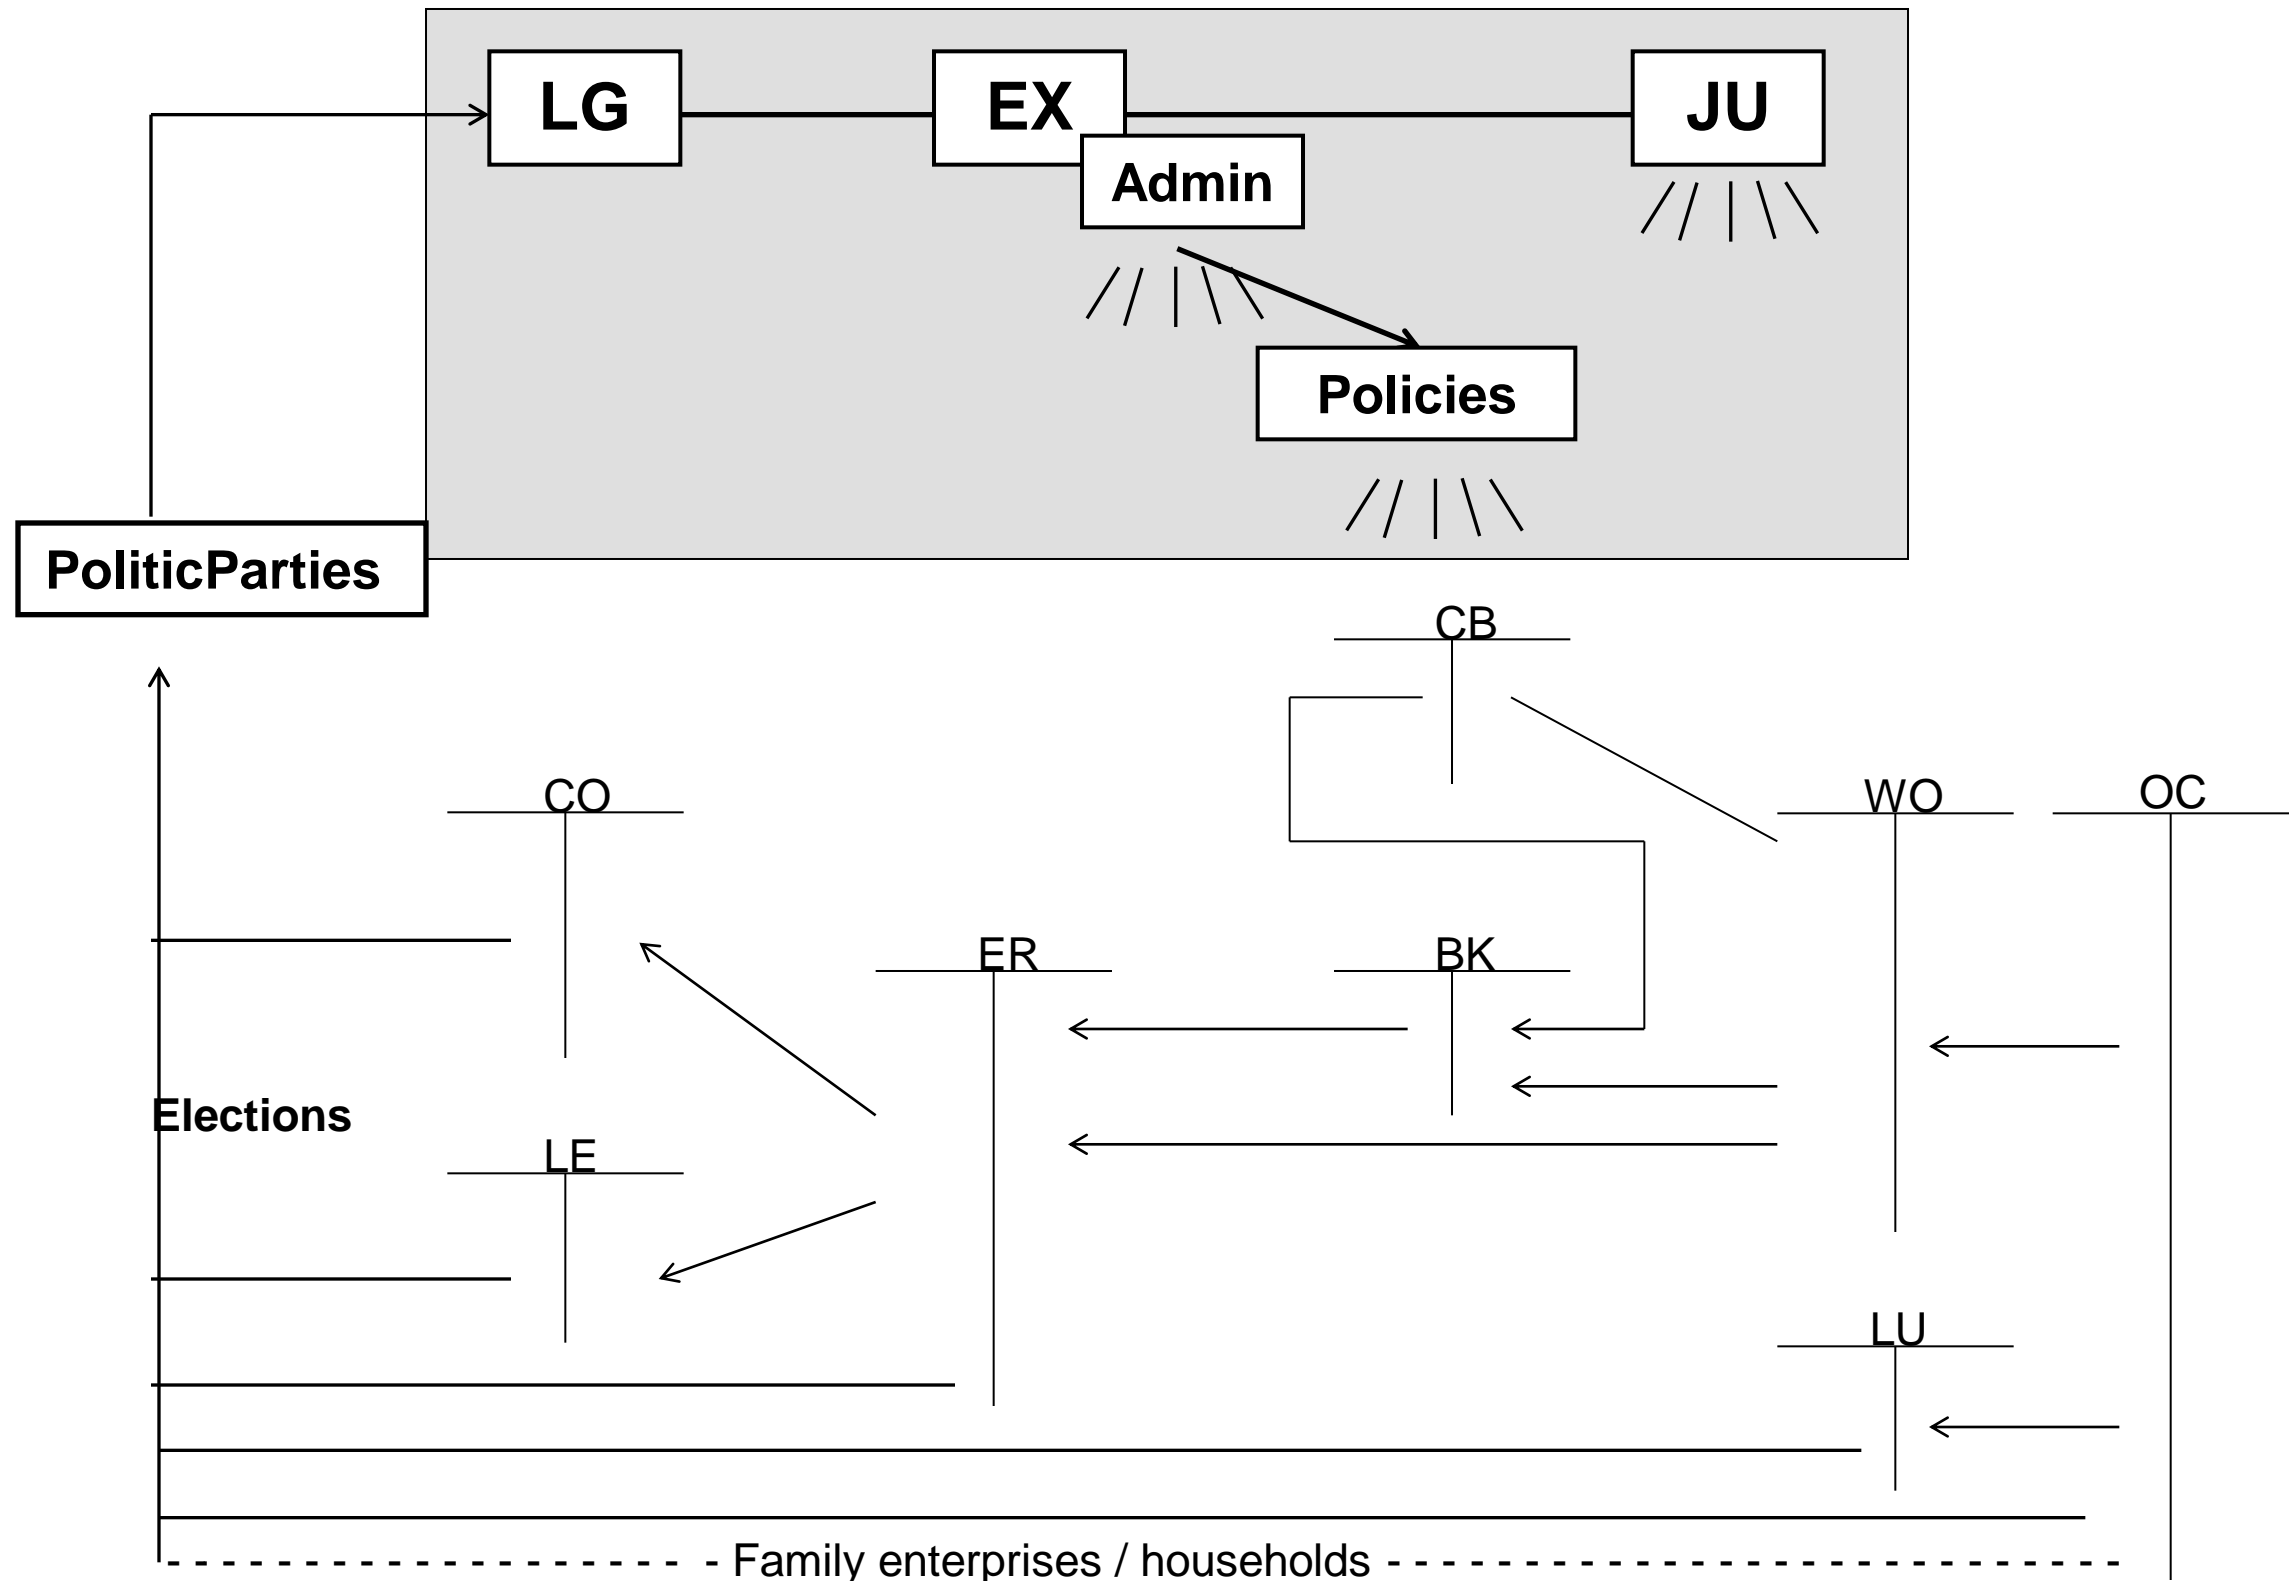 LG
EX
JU
Admin
Policies
PoliticParties
CB
CO
WO
OC
ER
BK
Elections
LE
LU
Family enterprises / households